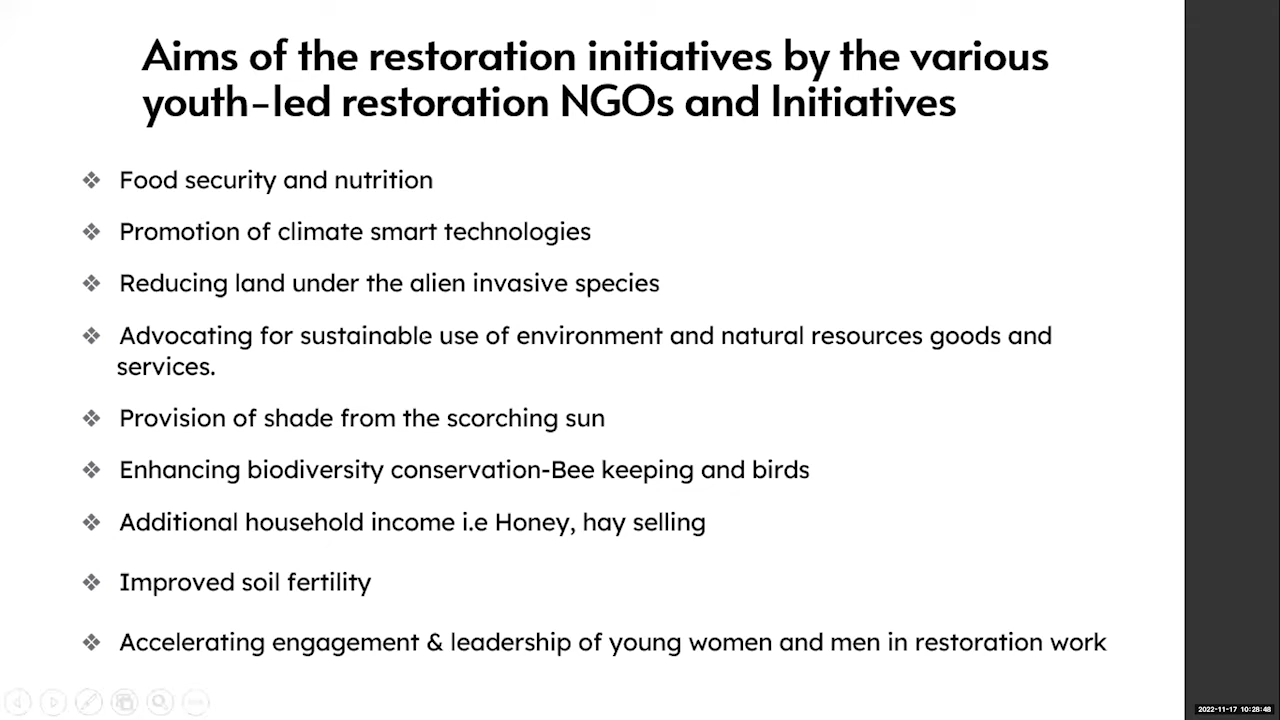 Aims of the restoration initiatives by the various
youth-led restoration NGOs and Initiatives
❖ Food security and nutrition
❖ Promotion of climate smart technologies
❖ Reducing land under the alien invasive species
❖ Advocating for sustainable use of environment and natural resources goods and
services.
❖ Provision of shade from the scorching sun
❖ Enhancing biodiversity conservation-Bee keeping and birds
❖ Additional household income i.e Honey, hay selling
❖ Improved soil fertility
❖ Accelerating engagement & leadership of young women and men in restoration work
2022-11-17 10:28:48